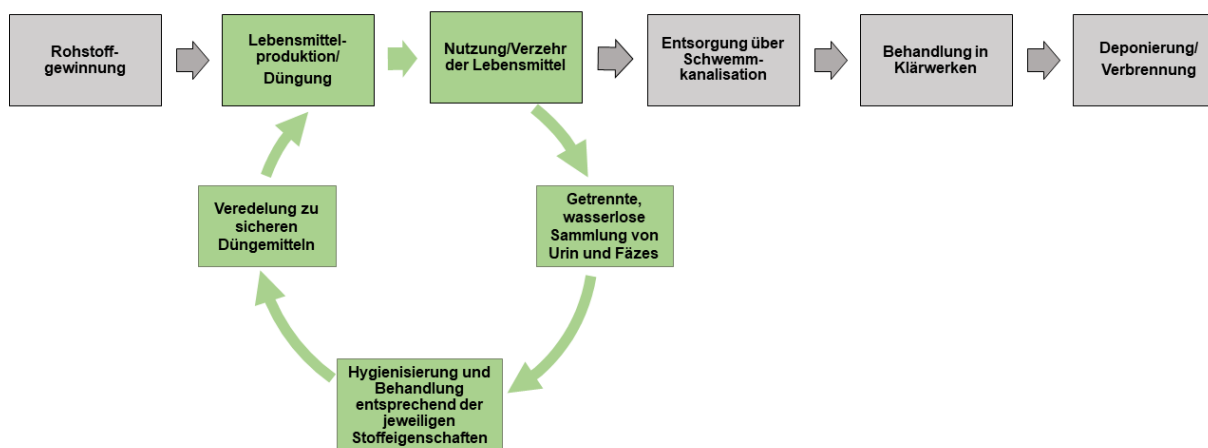 Rohstoff-
gewinnung
Lebensmittel-
produktion/
Düngung
Nutzung/Verzehr
der Lebensmittel
Entsorgung über
Schwemm-
kkanalisation
Behandlung in
Klärwerken
Deponierung/
Verbrennung
Veredelung zu
sicheren
Düngemitteln
Getrennte,
wasserlose
Sammlung von
Urin und Fäzes
Hygienisierung und
Behandlung
entsprechend der
jeweiligen
Stoffeigenschaften